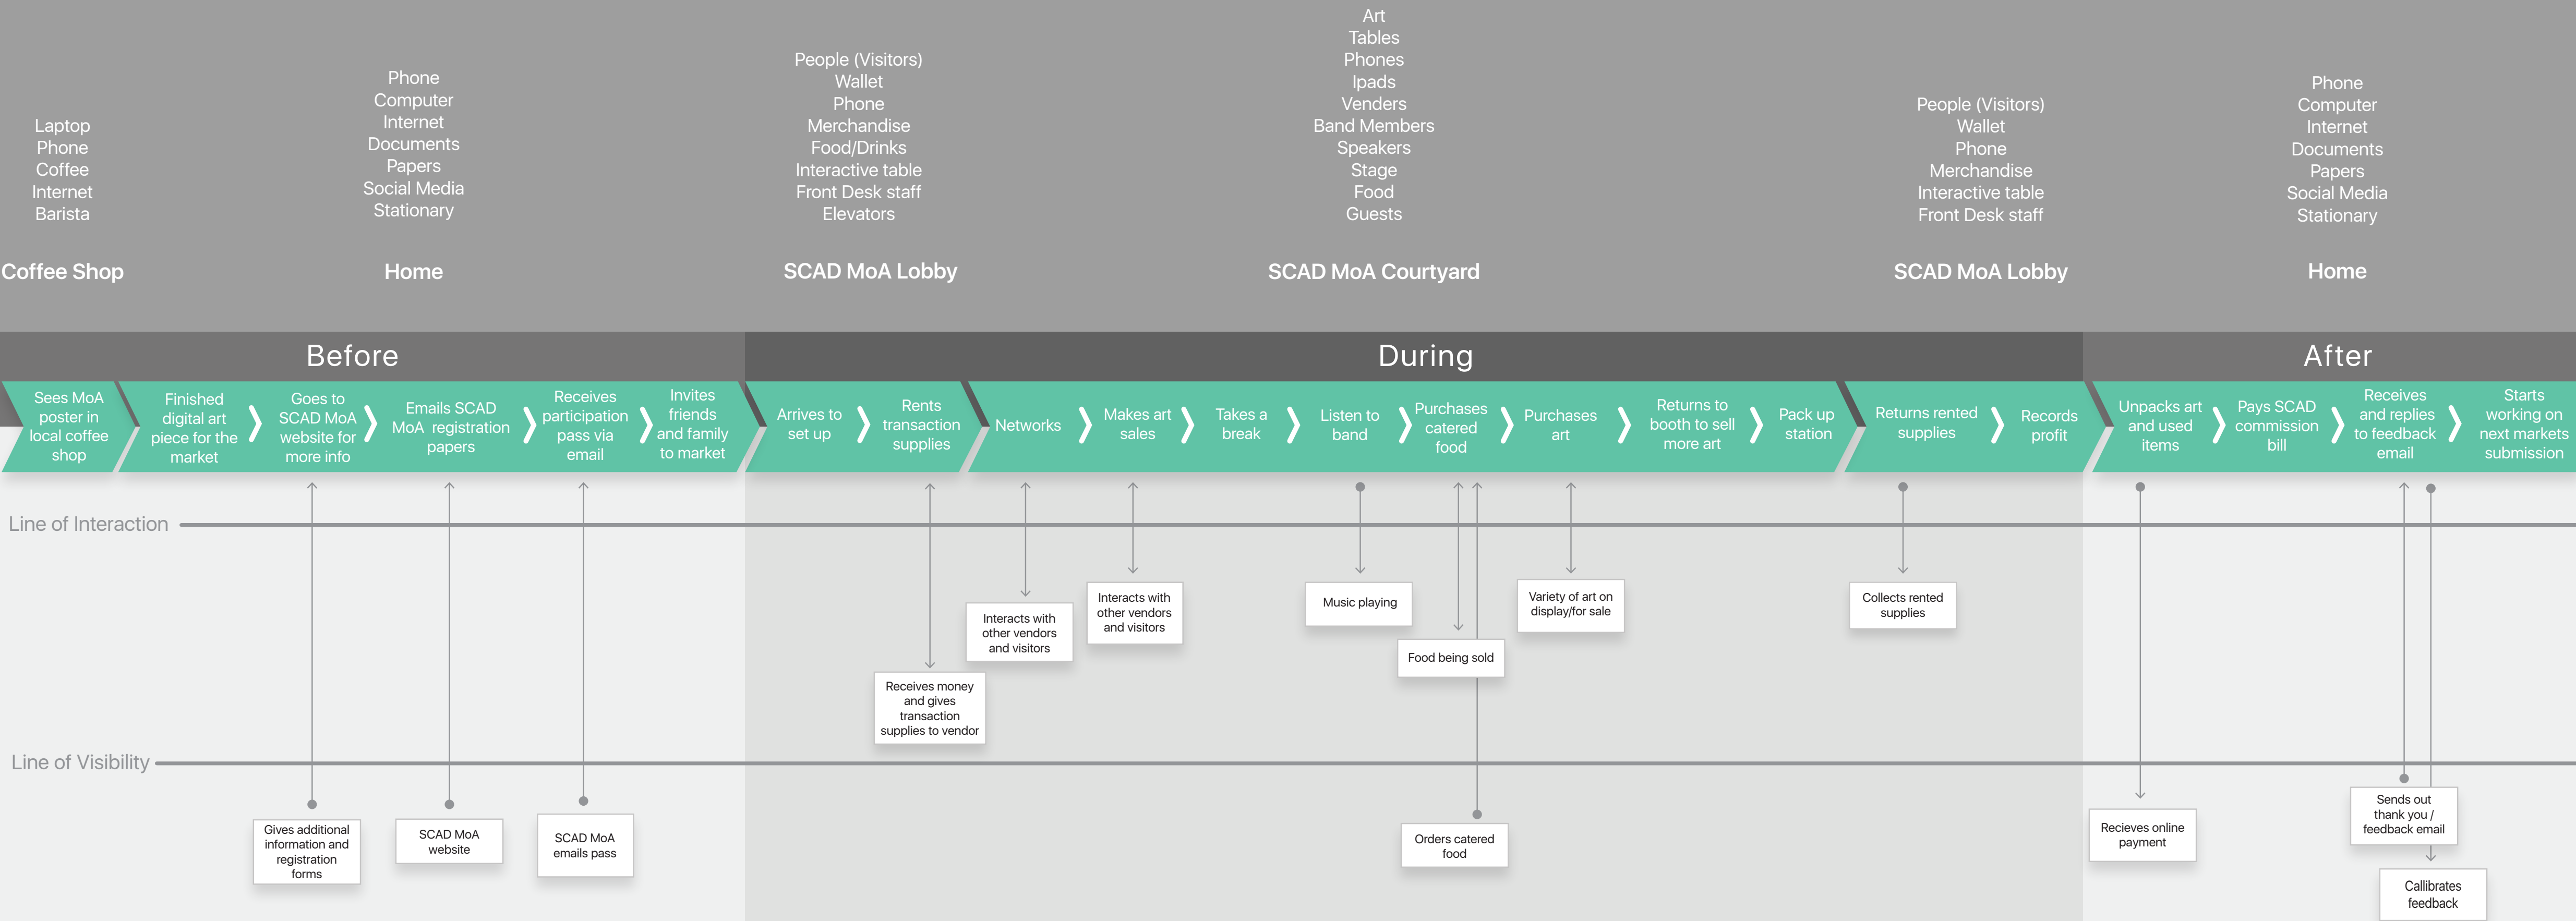 Laptop
Phone
Coffee
Internet
Barista
Coffee Shop
Phone
Computer
Internet
Documents
Papers
Social Media
Stationary
Home
People (Visitors)
Wallet
Phone
Merchandise
Food/Drinks
Interactive table
Front Desk staff
Elevators
SCAD MoA Lobby
Art
Tables
Phones
Ipads
Venders
Band Members
Speakers
Stage
Food
Guests
SCAD MoA Courtyard
People (Visitors)
Wallet
Phone
Merchandise
Interactive table
Front Desk staff
SCAD MoA Lobby
Phone
Computer
Internet
Documents
Papers
Social Media
Stationary
Home
Before
During
After
Sees MoA
poster in
local coffee
shop
Finished
digital art
piece for the
market
Goes to
SCAD MoA
website for
more info
Emails SCAD
MoA registration
papers
Receives
participation
pass via
email
Invites
friends
and family
to market
Arrives to
set up
Rents
transaction
supplies
Networks
Makes art
sales
Takes a
break
Listen to
band
Purchases
catered
food
Purchases
art
Returns to
booth to sell
more art
Pack up
station
Returns rented
supplies
Records
profit
Unpacks art
and used
items
Pays SCAD
commission
bill
Receives
and replies
to feedback
email
Starts
working on
next markets
submission
Line of Interaction
Receives money
and gives
transaction
supplies to vendor
Interacts with
other vendors
and visitors
Interacts with
other vendors
and visitors
Music playing
Food being sold
Variety of art on
display/for sale
Collects rented
supplies
Line of Visibility
Gives additional
information and
registration
forms
SCAD MoA
website
SCAD MoA
emails pass
Orders catered
food
Recieves online
payment
Sends out
thank you /
feedback email
Callibrates
feedback